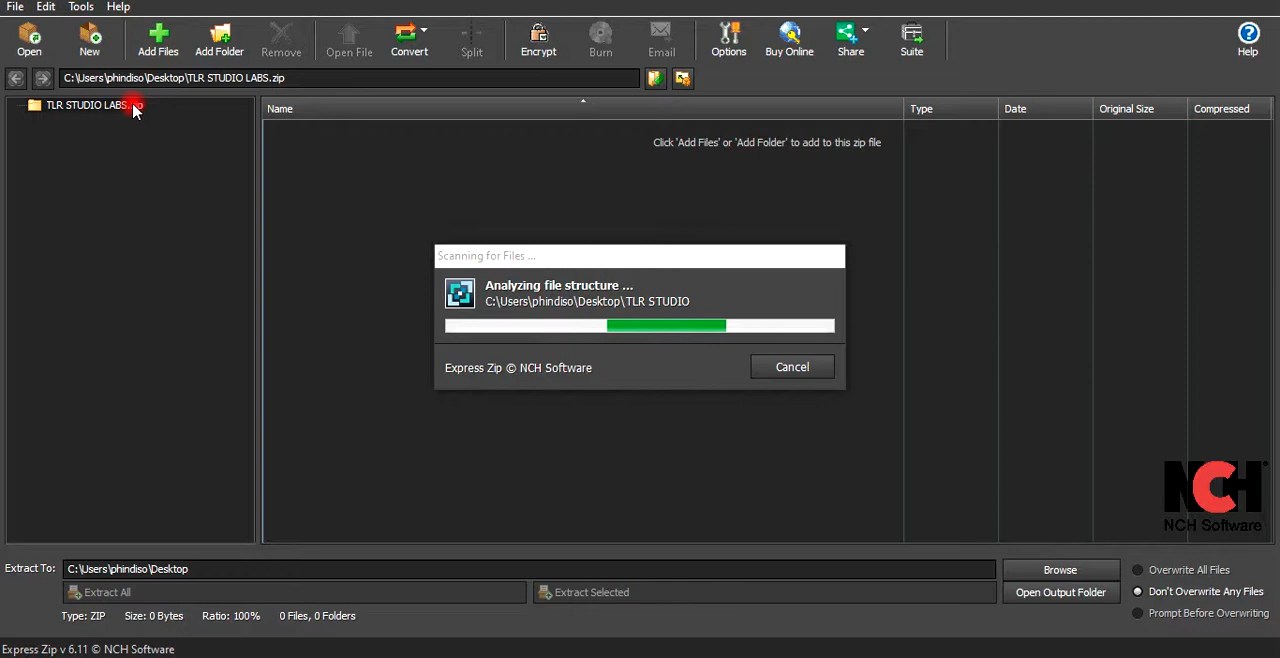 File Edit Tools Help
Open New Add Files Add Folder Remove Open File Convert Split Encrypt Burn Email Options Buy Online Share Suite Help
C:\Users\phindiso\Desktop\TLR STUDIO LABS.zip
TLR STUDIO LABS
Name Type Date Original Size Compressed
Click 'Add Files' or 'Add Folder' to add to this zip file
Scanning for Files ...
Analyzing file structure ...
C:\Users\phindiso\Desktop\TLR STUDIO
Express Zip © NCH Software Cancel
NCH
NCH Software
Extract To: C:\Users\phindiso\Desktop Browse Overwrite All Files
Extract All Extract Selected Open Output Folder Don't Overwrite Any Files
Type: ZIP Size: 0 Bytes Ratio: 100% 0 Files, 0 Folders Prompt Before Overwriting
Express Zip v 6.11 © NCH Software